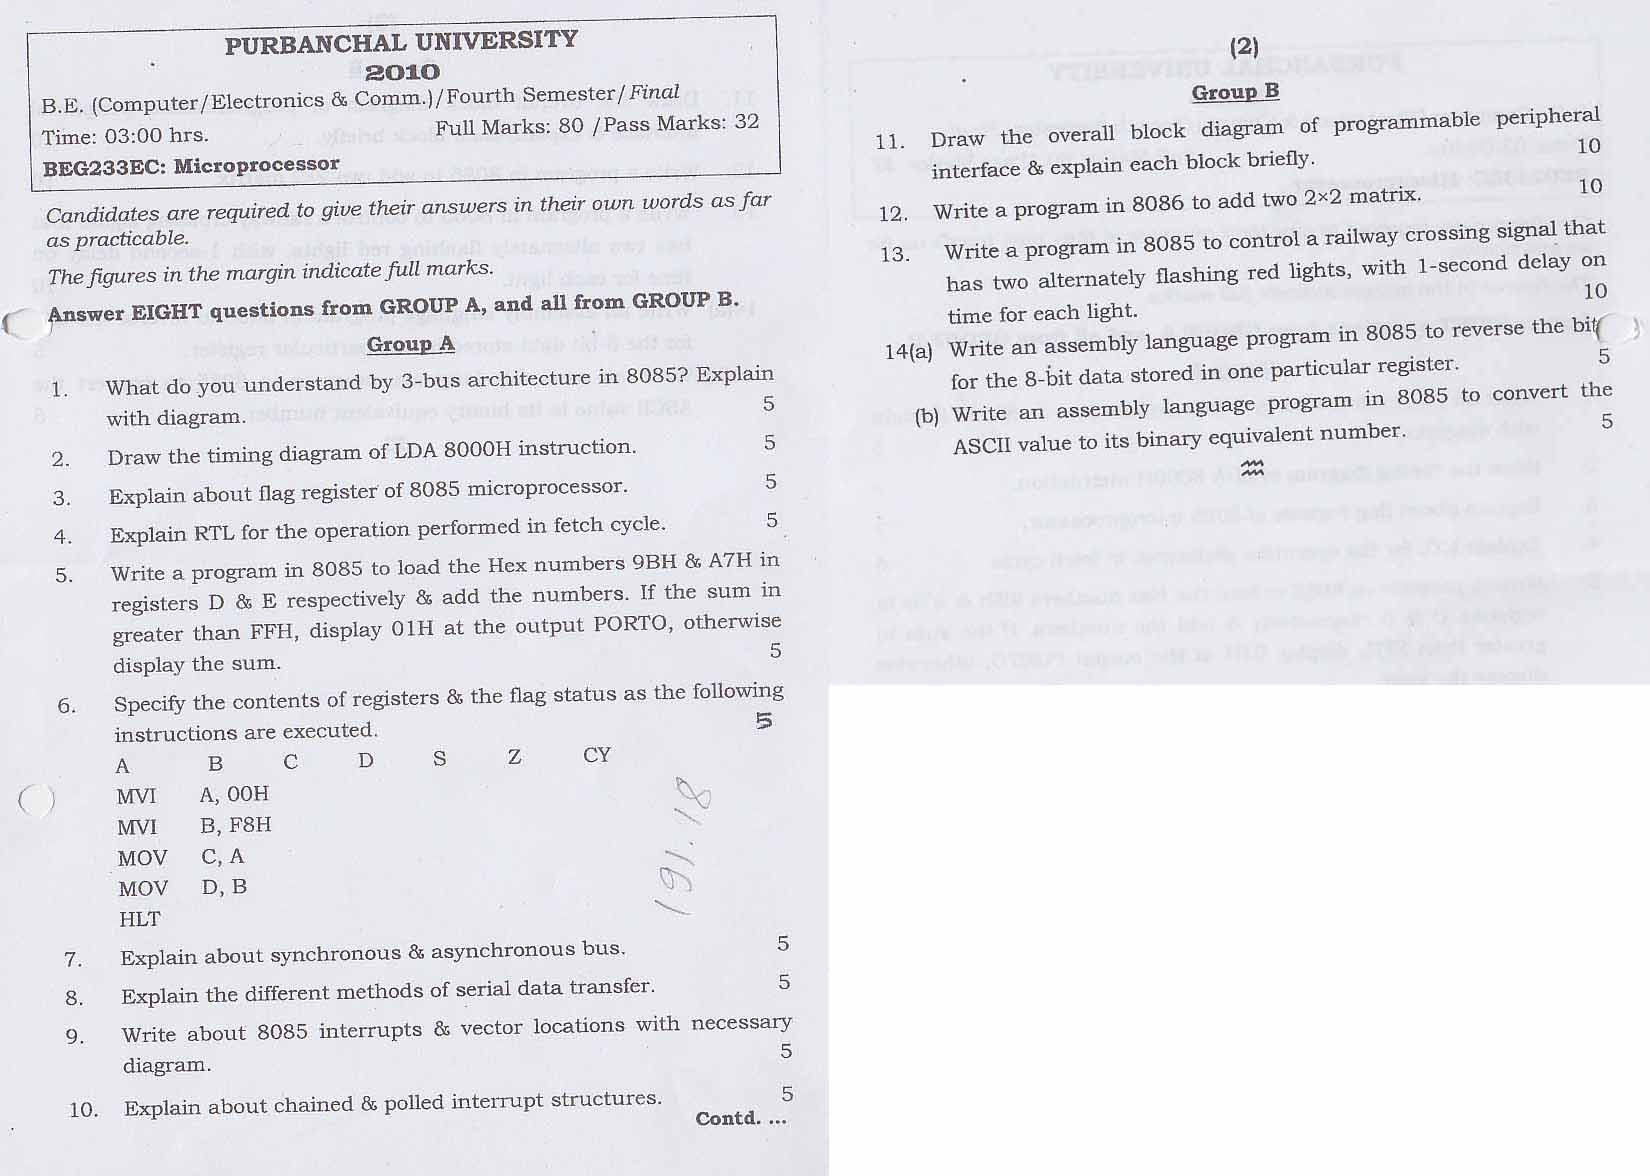 PURBANCHAL UNIVERSITY
2010
B.E. (Computer/Electronics & Comm.)/Fourth Semester/Final
Time: 03:00 hrs. Full Marks: 80 /Pass Marks: 32
BEG233EC: Microprocessor
Candidates are required to give their answers in their own words as far
as practicable.
The figures in the margin indicate full marks.
Answer EIGHT questions from GROUP A, and all from GROUP B.
Group A
1. What do you understand by 3-bus architecture in 8085? Explain
with diagram. 5
2. Draw the timing diagram of LDA 8000H instruction. 5
3. Explain about flag register of 8085 microprocessor. 5
4. Explain RTL for the operation performed in fetch cycle. 5
5. Write a program in 8085 to load the Hex numbers 9BH & A7H in
registers D & E respectively & add the numbers. If the sum in
greater than FFH, display 01H at the output PORTO, otherwise
display the sum. 5
6. Specify the contents of registers & the flag status as the following
instructions are executed. 5
A B C D S Z CY
MVI A, 00H
MVI B, F8H
MOV C, A
MOV D, B
HLT
191.18
7. Explain about synchronous & asynchronous bus. 5
8. Explain the different methods of serial data transfer. 5
9. Write about 8085 interrupts & vector locations with necessary
diagram. 5
10. Explain about chained & polled interrupt structures. 5
Contd. ...
(2)
Group B
11. Draw the overall block diagram of programmable peripheral
interface & explain each block briefly. 10
12. Write a program in 8086 to add two 2×2 matrix. 10
13. Write a program in 8085 to control a railway crossing signal that
has two alternately flashing red lights, with 1-second delay on
time for each light. 10
14(a) Write an assembly language program in 8085 to reverse the bit
for the 8-bit data stored in one particular register. 5
(b) Write an assembly language program in 8085 to convert the
ASCII value to its binary equivalent number. 5